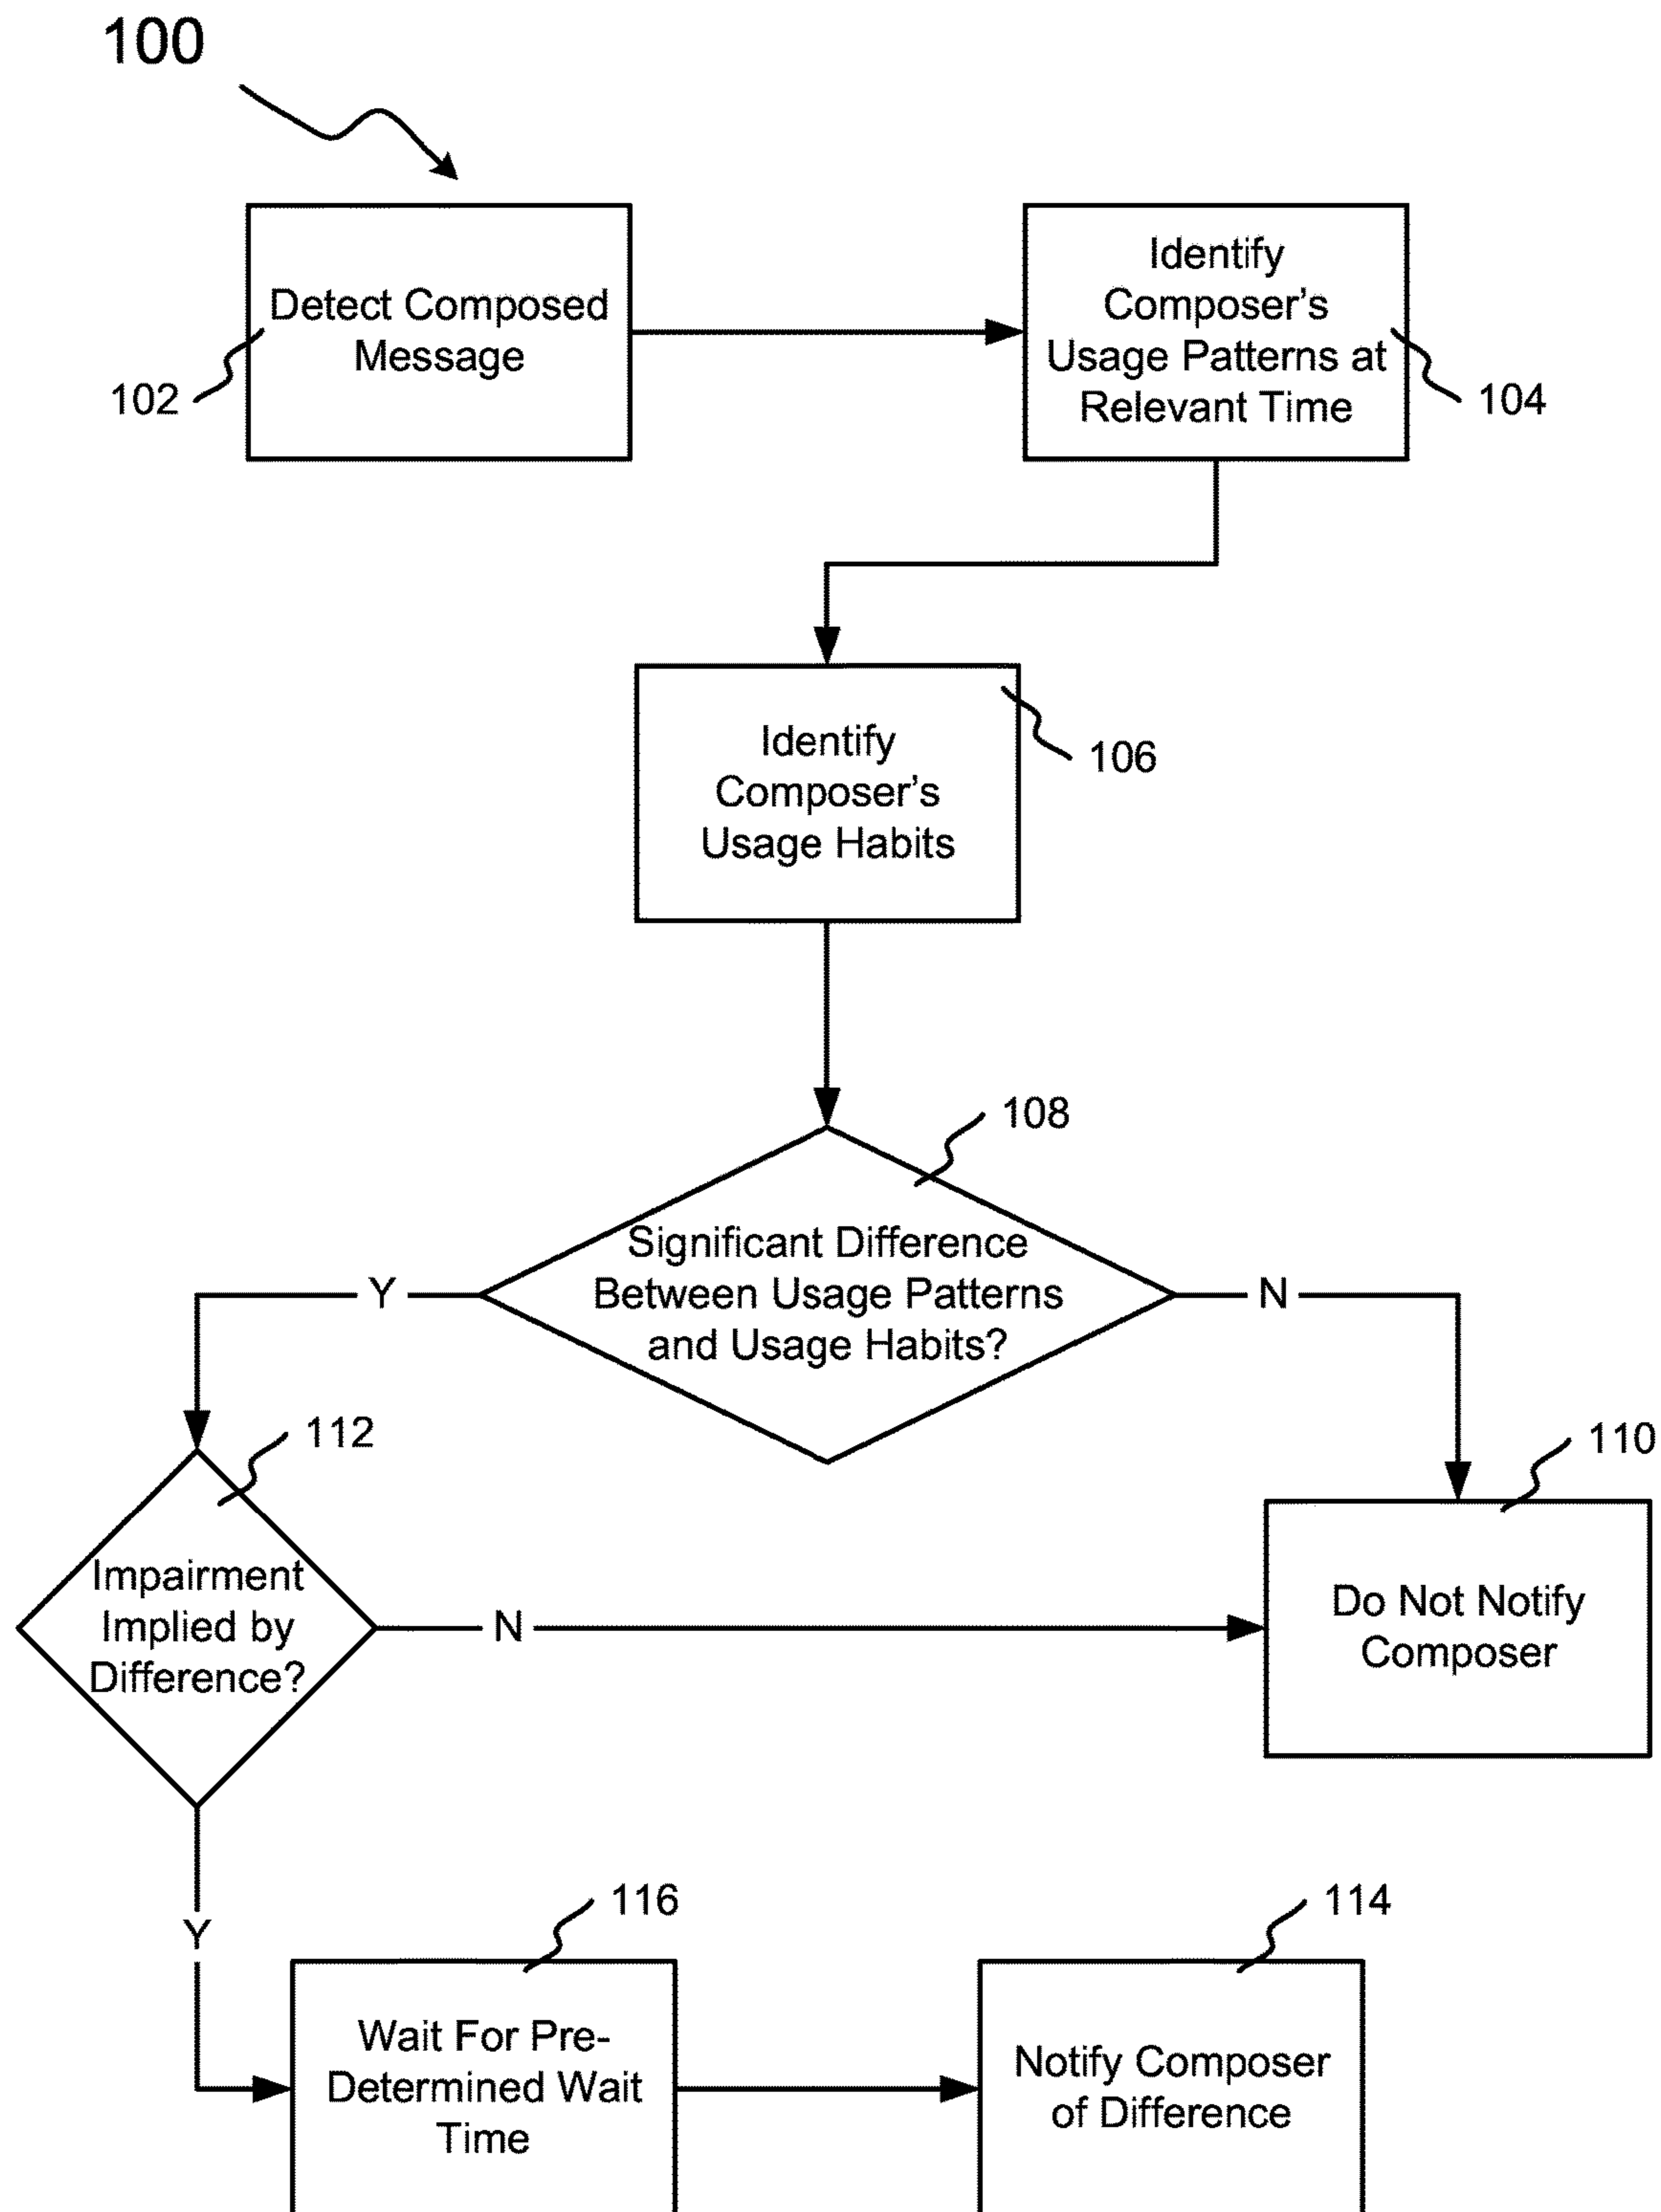 100
Detect Composed
Message
102
Identify
Composer’s
Usage Patterns at
Relevant Time
104
Identify
Composer’s
Usage Habits
106
108
Significant Difference
Between Usage Patterns
and Usage Habits?
Y
N
112
110
Impairment
Implied by
Difference?
N
Do Not Notify
Composer
Y
116
114
Wait For Pre-
Determined Wait
Time
Notify Composer
of Difference